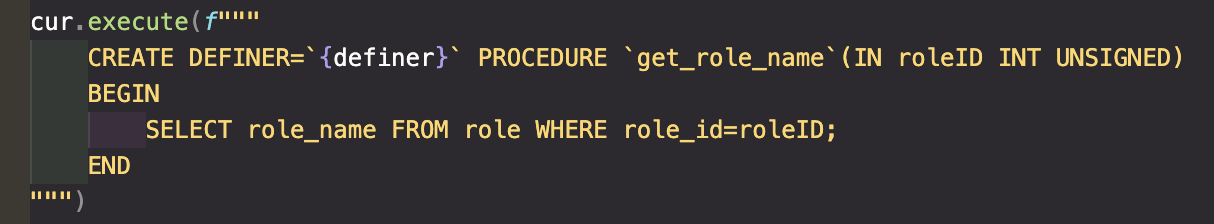 cur.execute(f"""
CREATE DEFINER=`{definer}` PROCEDURE `get_role_name`(IN roleID INT UNSIGNED)
BEGIN
SELECT role_name FROM role WHERE role_id=roleID;
END
""")